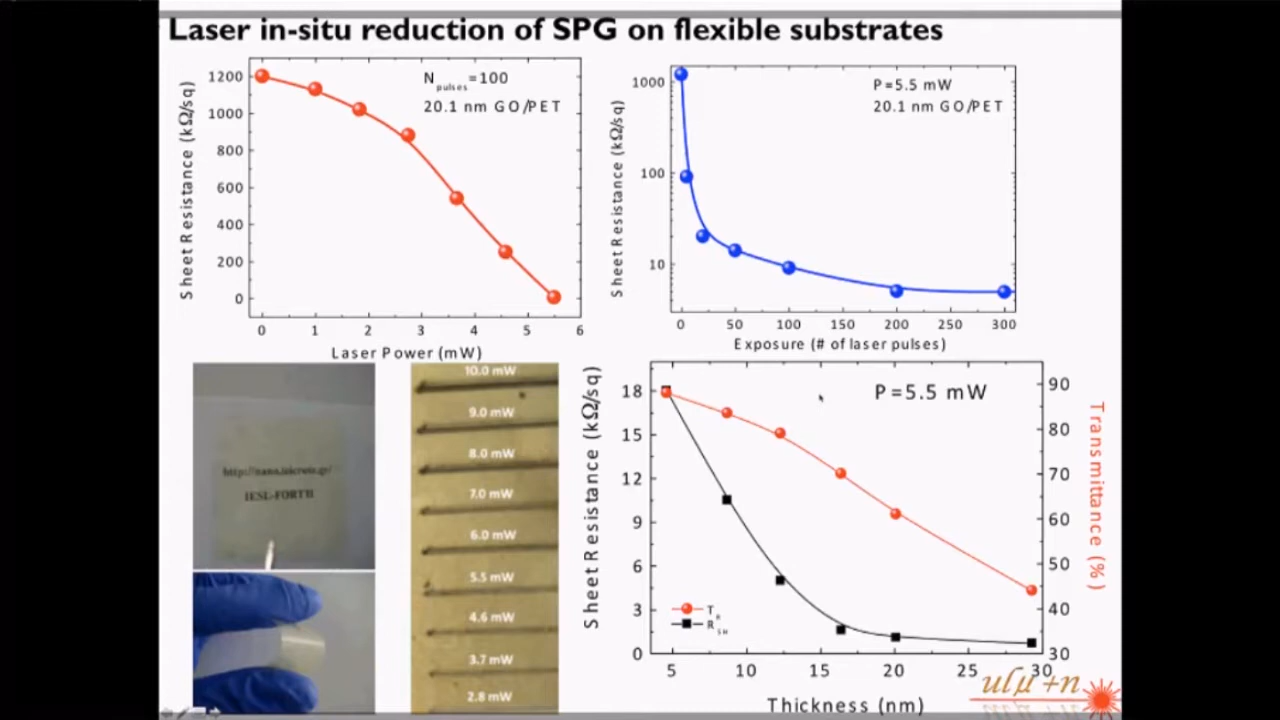 Laser in-situ reduction of SPG on flexible substrates
1200
1000
800
600
400
200
0
Sheet Resistance (kΩ/sq)
N pulses =100
20.1 nm GO/PET
0 1 2 3 4 5 6
Laser Power (mW)
1000
100
10
Sheet Resistance (kΩ/sq)
P=5.5 mW
20.1 nm GO/PET
0 50 100 150 200 250 300
Exposure (# of laser pulses)
IESL-FORTH
10.0 mW
9.0 mW
8.0 mW
7.0 mW
6.0 mW
5.5 mW
4.6 mW
3.7 mW
2.8 mW
18
15
12
9
6
3
0
Sheet Resistance (kΩ/sq)
P=5.5 mW
T R
R SH
90
80
70
60
50
40
30
Transmittance (%)
5 10 15 20 25 30
Thickness (nm)
ulμ +n